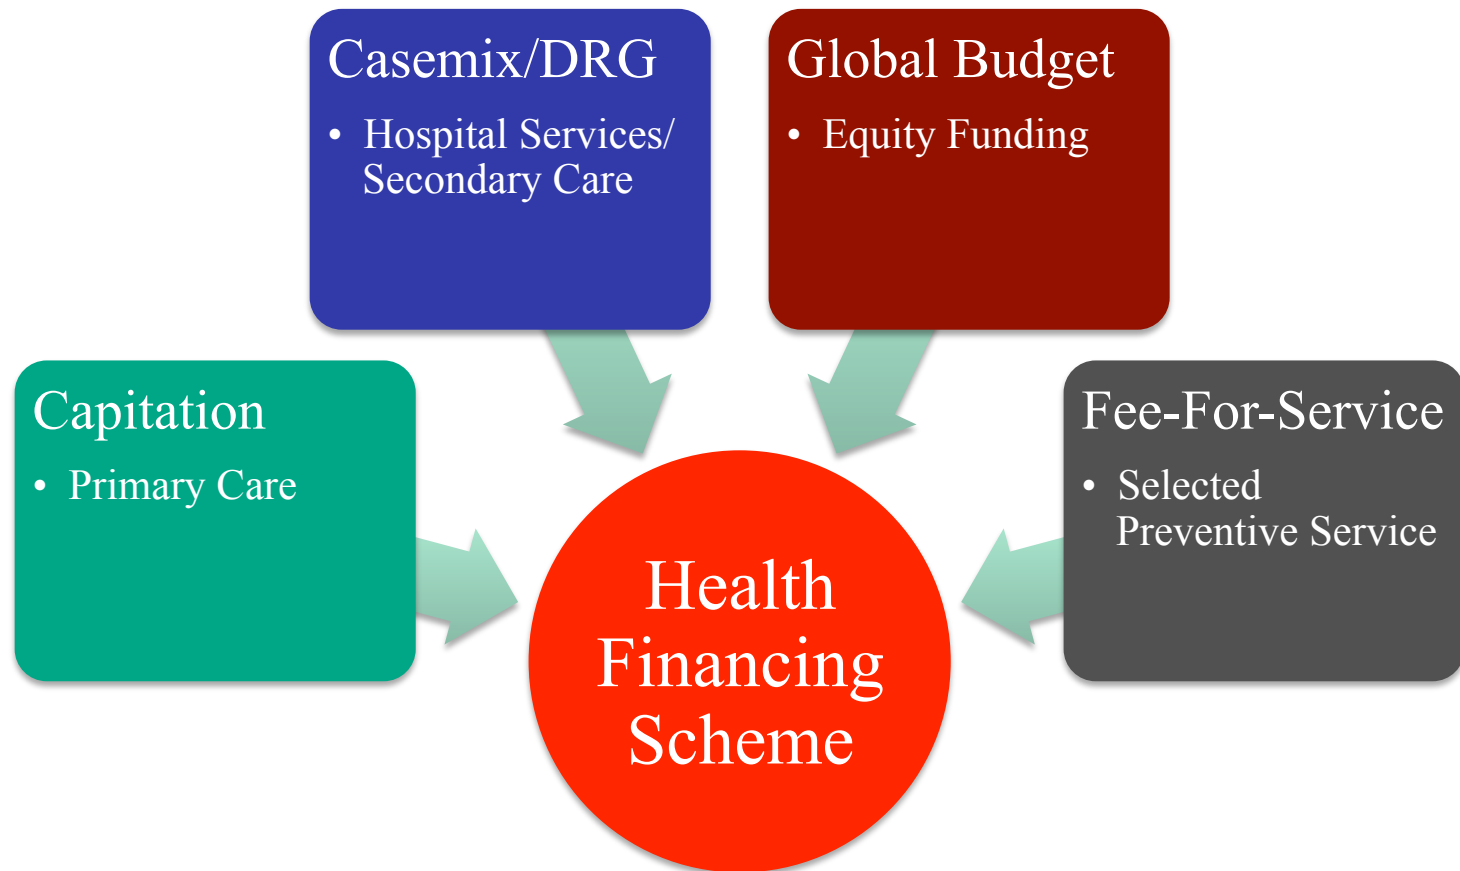 Casemix/DRG
• Hospital Services/
Secondary Care
Global Budget
• Equity Funding
Capitation
• Primary Care
Fee-For-Service
• Selected
Preventive Service
Health
Financing
Scheme